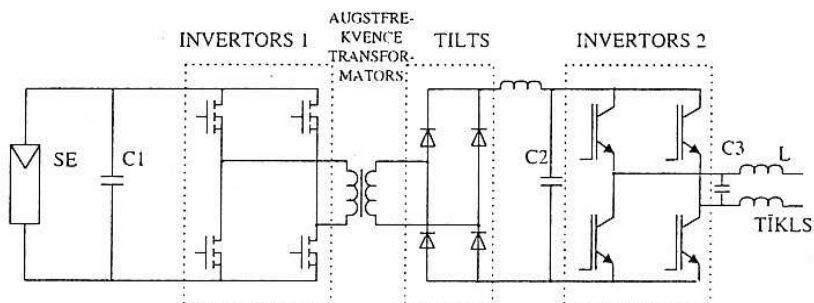 INVERTORS 1
AUGSTFRE-
KVENCE
TRANSFOR-
MATORS
TILTS
INVERTORS 2
SE
C1
C2
C3
L
TĪKLS